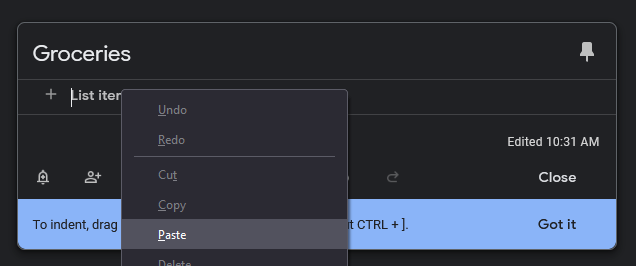 Groceries
List iter
Undo
Redo
Edited 10:31 AM
Cut
Close
Copy
To indent, drag
t CTRL + ].
Got it
Paste
Delete